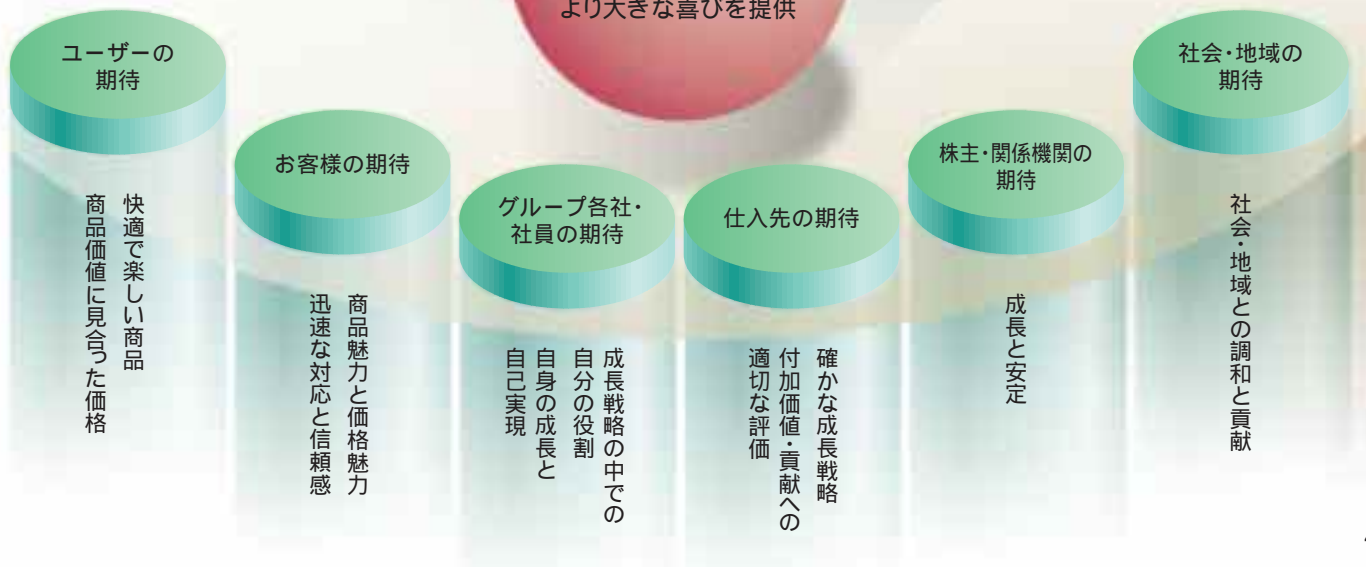 より大きな喜びを提供
ユーザーの
期待
快適で楽しい商品
商品価値に見合った価格
お客様の期待
商品魅力と価格魅力
迅速な対応と信頼感
グループ各社・
社員の期待
成長戦略の中での
自分の役割
自身の成長と
自己実現
仕入先の期待
確かな成長戦略
付加価値・貢献への
適切な評価
株主・関係機関の
期待
成長と安定
社会・地域の
期待
社会・地域との調和と貢献